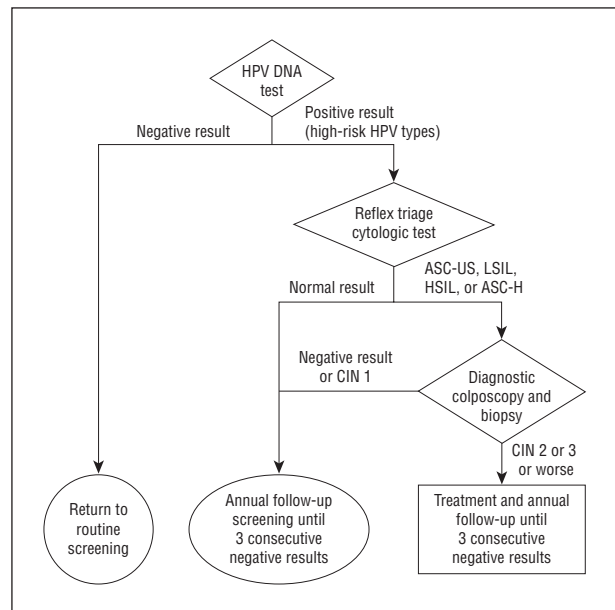 HPV DNA
test
Negative result
Positive result
(high-risk HPV types)
Reflex triage
cytologic test
Normal result
ASC-US, LSIL,
HSIL, or ASC-H
Negative result
or CIN 1
Diagnostic
colposcopy and
biopsy
CIN 2 or 3
or worse
Return to
routine
screening
Annual follow-up
screening until
3 consecutive
negative results
Treatment and annual
follow-up until
3 consecutive
negative results